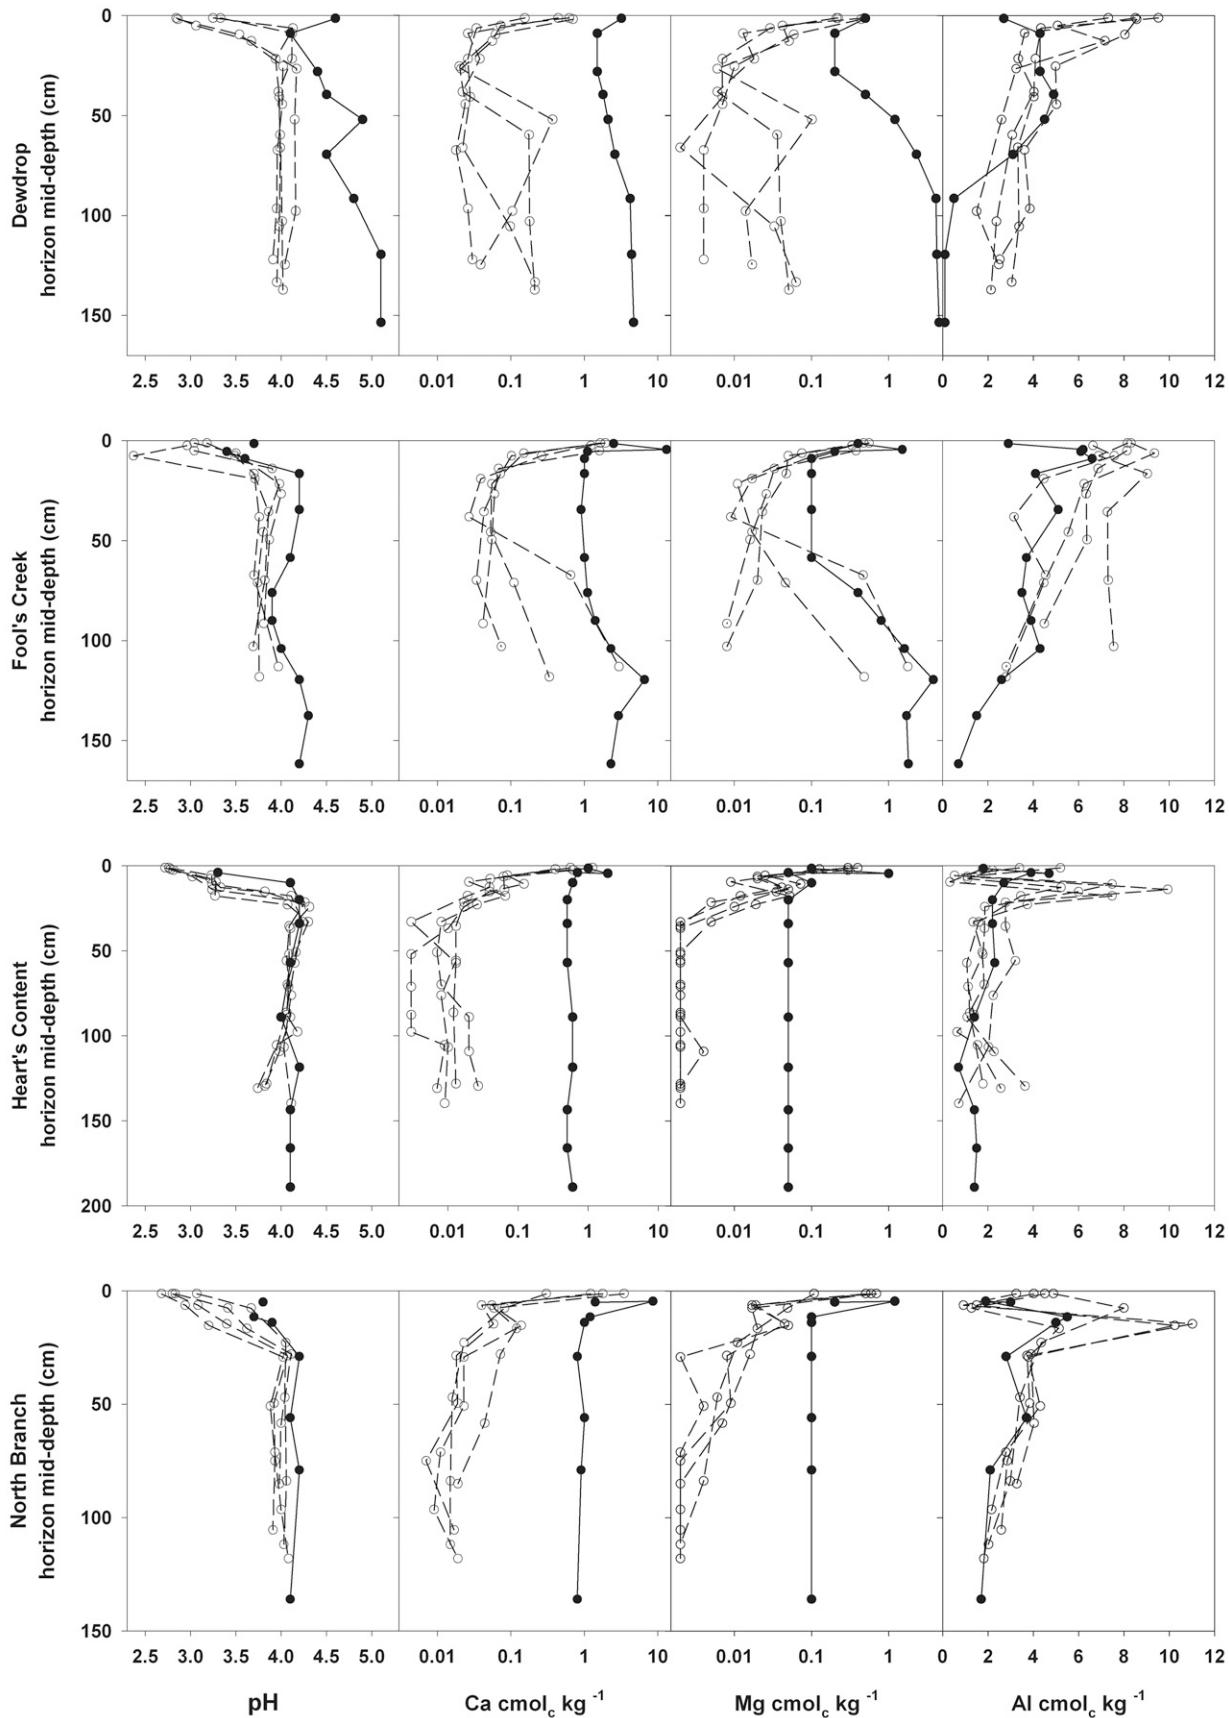 Dewdrop
horizon mid-depth (cm)
0
50
100
150
2.5 3.0 3.5 4.0 4.5 5.0
0.01 0.1 1 10
0.01 0.1 1
0 2 4 6 8 10 12
Fool's Creek
horizon mid-depth (cm)
0
50
100
150
2.5 3.0 3.5 4.0 4.5 5.0
0.01 0.1 1 10
0.01 0.1 1
0 2 4 6 8 10 12
Heart's Content
horizon mid-depth (cm)
0
50
100
150
200
2.5 3.0 3.5 4.0 4.5 5.0
0.01 0.1 1 10
0.01 0.1 1
0 2 4 6 8 10 12
North Branch
horizon mid-depth (cm)
0
50
100
150
2.5 3.0 3.5 4.0 4.5 5.0
0.01 0.1 1 10
0.01 0.1 1
0 2 4 6 8 10 12
pH
Ca cmolc kg -1
Mg cmolc kg -1
Al cmolc kg -1